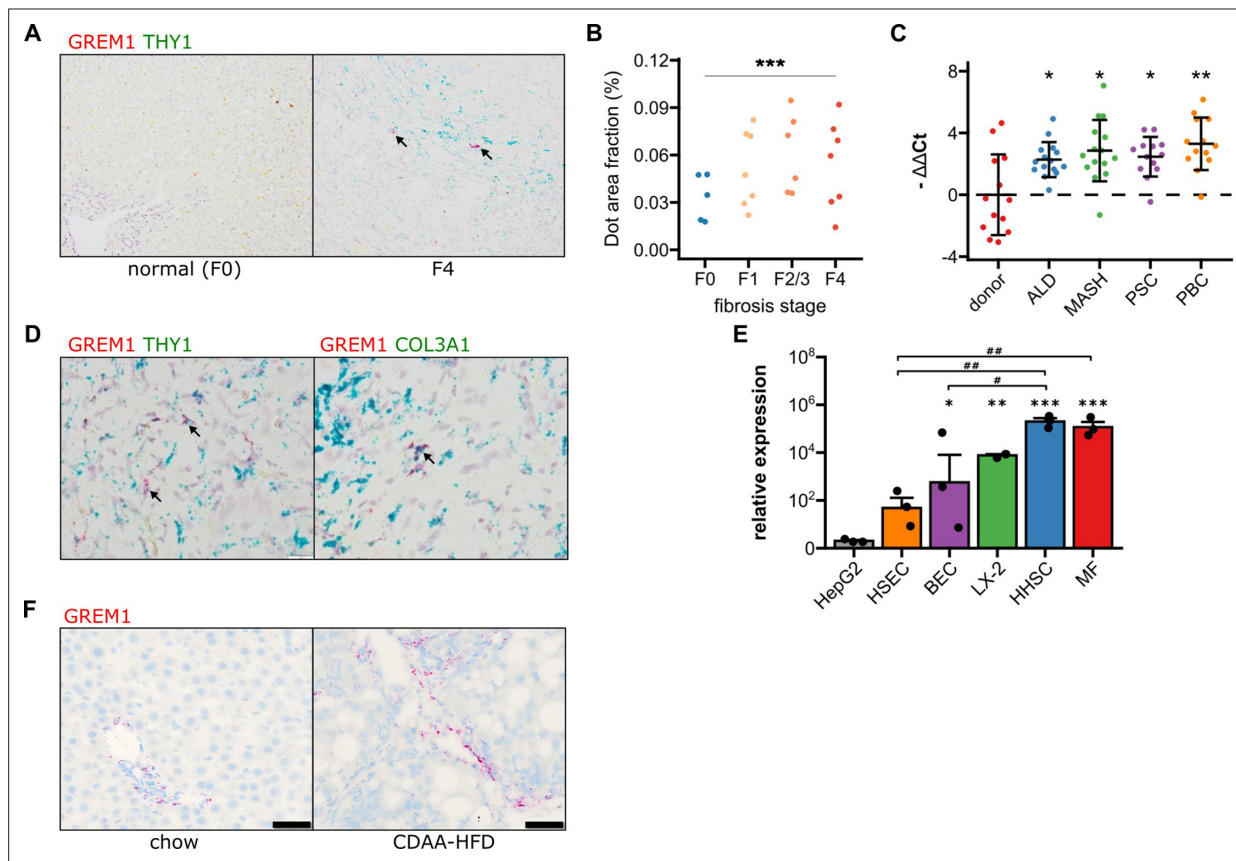 A
GREM1 THY1
normal (F0)
F4
B
***
Dot area fraction (%)
0.12
0.09
0.06
0.03
0.00
F0
F1
F2/3
F4
fibrosis stage
C
* * * **
- ΔΔCt
8
4
0
-4
donor
ALD
MASH
PSC
PBC
D
GREM1 THY1
GREM1 COL3A1
E
relative expression
10⁸
10⁶
10⁴
10²
0
##
##
#
* ** *** ***
HepG2
HSEC
BEC
LX-2
HHSC
MF
F
GREM1
chow
CDAA-HFD